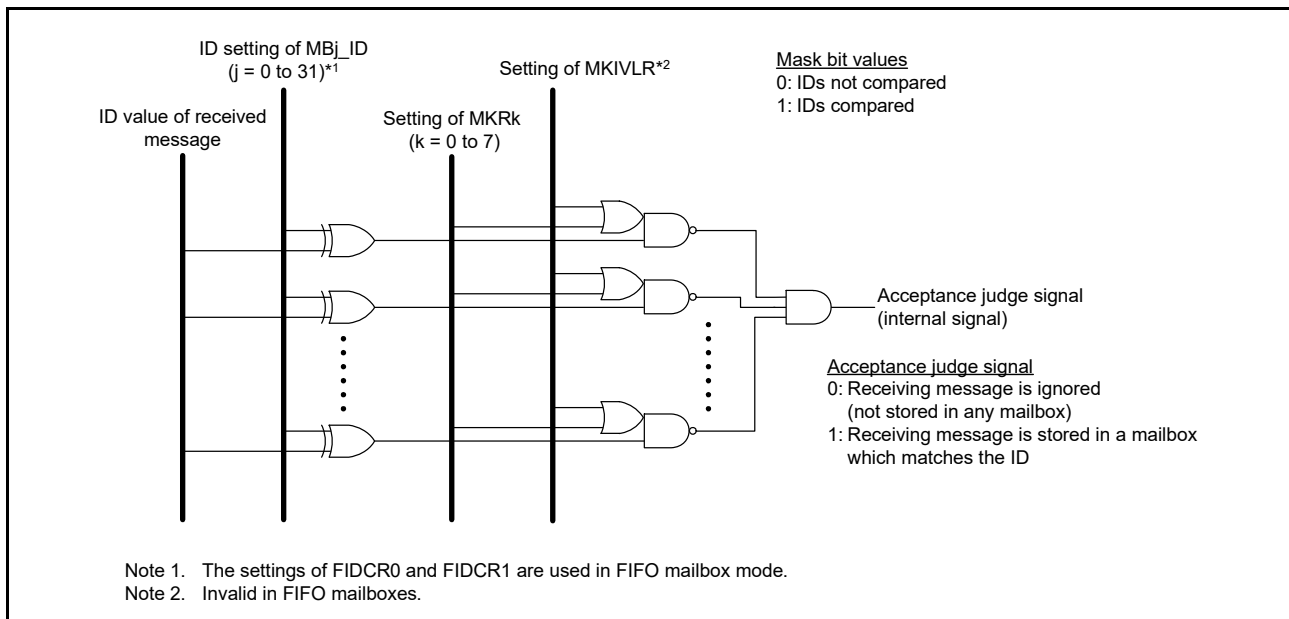 ID setting of MBj_ID
(j = 0 to 31)*1
Setting of MKIVLR*2
Mask bit values
0: IDs not compared
1: IDs compared
ID value of received
message
Setting of MKRk
(k = 0 to 7)
Acceptance judge signal
(internal signal)
Acceptance judge signal
0: Receiving message is ignored
(not stored in any mailbox)
1: Receiving message is stored in a mailbox
which matches the ID
Note 1. The settings of FIDCR0 and FIDCR1 are used in FIFO mailbox mode.
Note 2. Invalid in FIFO mailboxes.